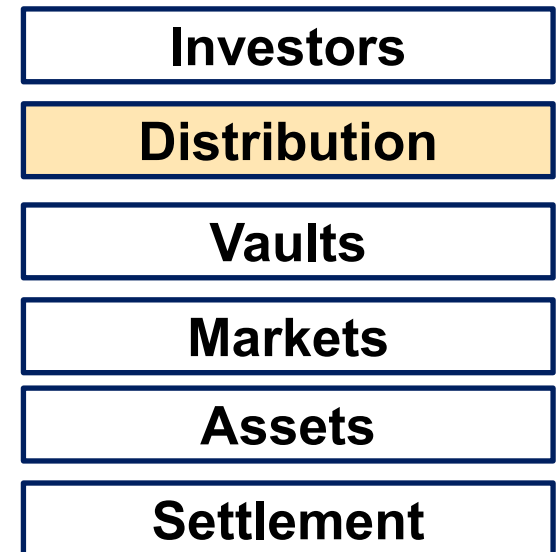 Investors
Distribution
Vaults
Markets
Assets
Settlement